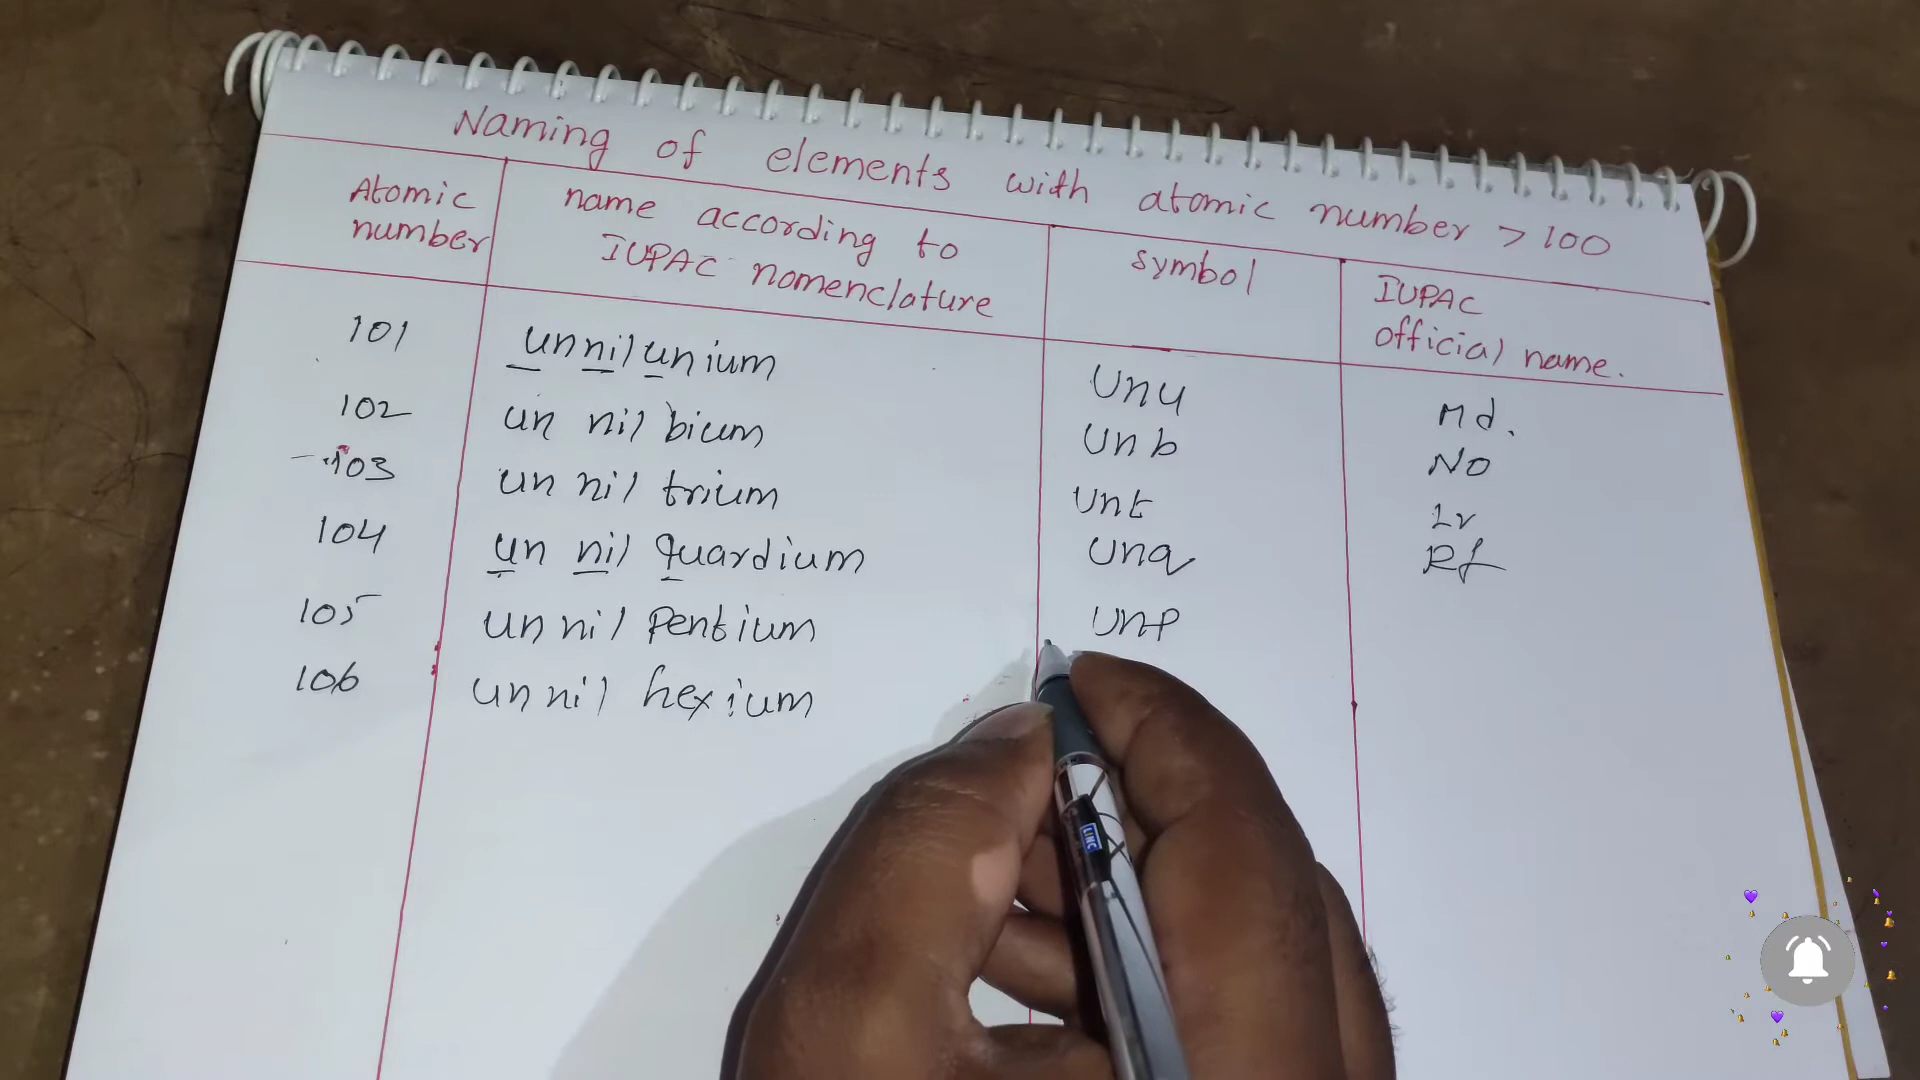 Naming of elements with atomic number > 100
Atomic number
name according to IUPAC nomenclature
symbol
IUPAC official name.
101 unnilunium Unu Md.
102 un nil bium Unb NO
103 un nil trium Unt Lr
104 un nil quardium Unq Rf
105 un nil pentium Unp
106 un nil hexium
LINC